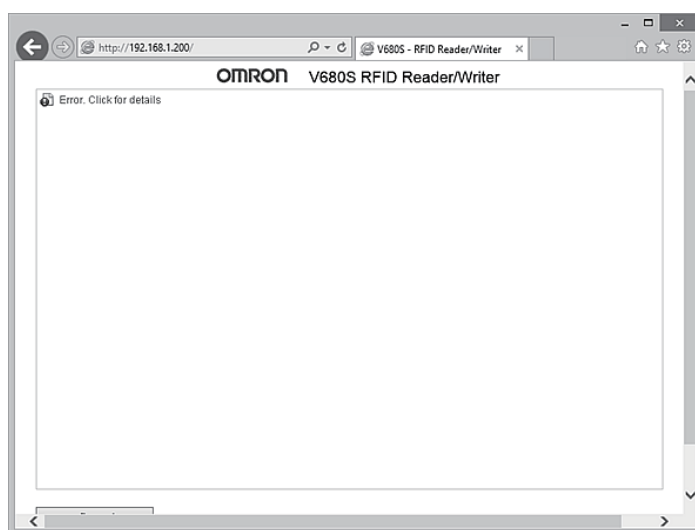 http://192.168.1.200/
V680S - RFID Reader/Writer
OMRON V680S RFID Reader/Writer
Error. Click for details